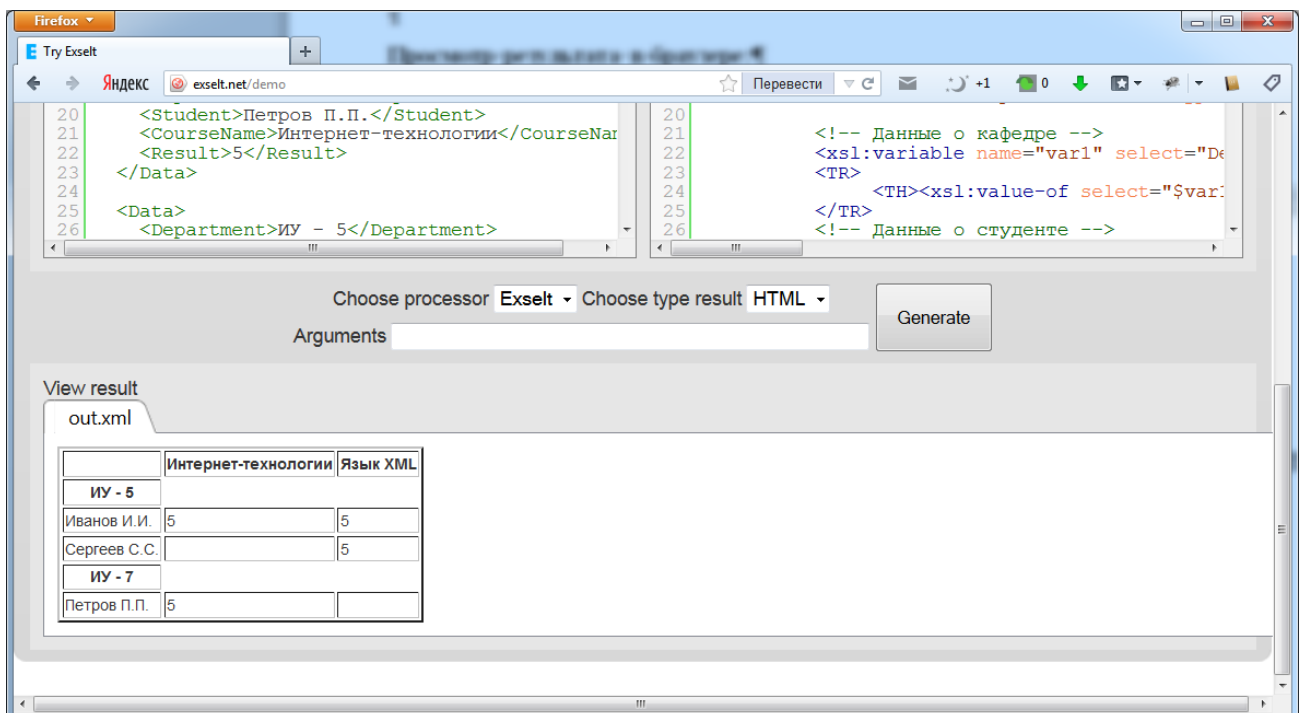 Firefox
Try Exselt
+
Яндекс
exselt.net/demo
Перевести
+1
0
20 <Student>Петров П.П.</Student>
21 <CourseName>Интернет-технологии</CourseNam
22 <Result>5</Result>
23 </Data>
24
25 <Data>
26 <Department>ИУ - 5</Department>
20
21 <!-- Данные о кафедре -->
22 <xsl:variable name="var1" select="De
23 <TR>
24 <TH><xsl:value-of select="$var1
25 </TR>
26 <!-- Данные о студенте -->
Choose processor Exselt Choose type result HTML
Generate
Arguments
View result
out.xml
Интернет-технологии Язык XML
ИУ - 5
Иванов И.И. 5 5
Сергеев С.С. 5
ИУ - 7
Петров П.П. 5